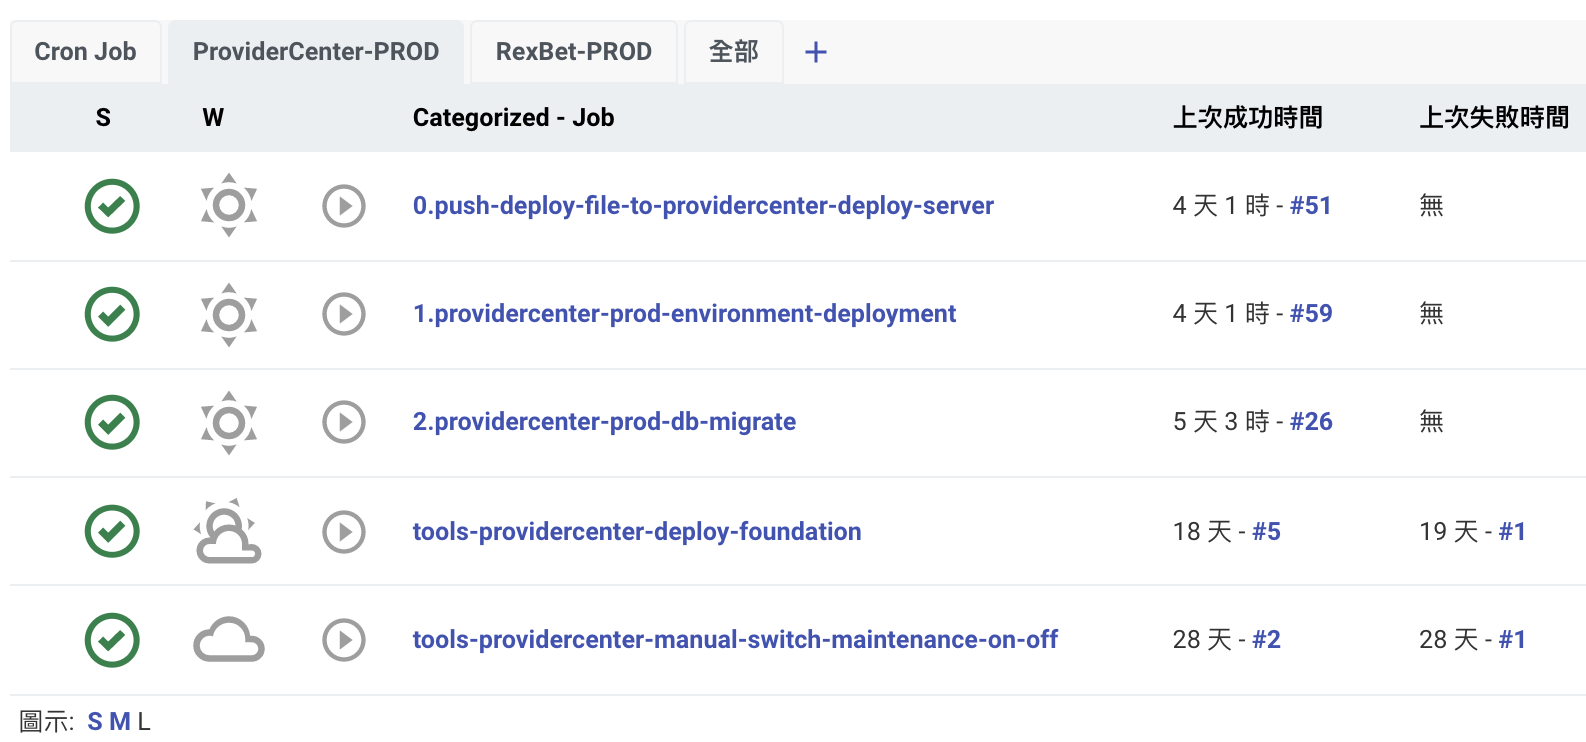 Cron Job ProviderCenter-PROD RexBet-PROD 全部 +
S W Categorized - Job 上次成功時間 上次失敗時間
0.push-deploy-file-to-providercenter-deploy-server 4 天 1 時 - #51 無
1.providercenter-prod-environment-deployment 4 天 1 時 - #59 無
2.providercenter-prod-db-migrate 5 天 3 時 - #26 無
tools-providercenter-deploy-foundation 18 天 - #5 19 天 - #1
tools-providercenter-manual-switch-maintenance-on-off 28 天 - #2 28 天 - #1
圖示: S M L